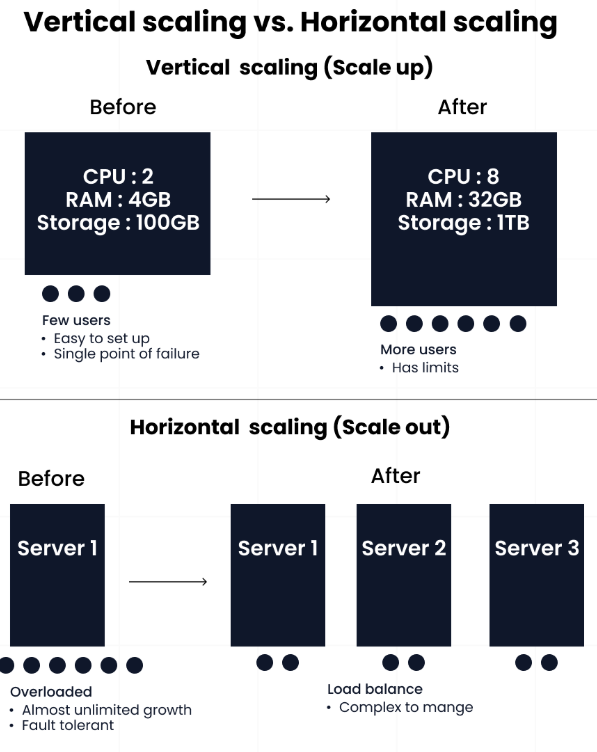 Vertical scaling vs. Horizontal scaling
Vertical scaling (Scale up)
Before
After
CPU : 2
RAM : 4GB
Storage : 100GB
CPU : 8
RAM : 32GB
Storage : 1TB
Few users
• Easy to set up
• Single point of failure
More users
• Has limits
Horizontal scaling (Scale out)
Before
After
Server 1
Server 1
Server 2
Server 3
Overloaded
• Almost unlimited growth
• Fault tolerant
Load balance
• Complex to mange